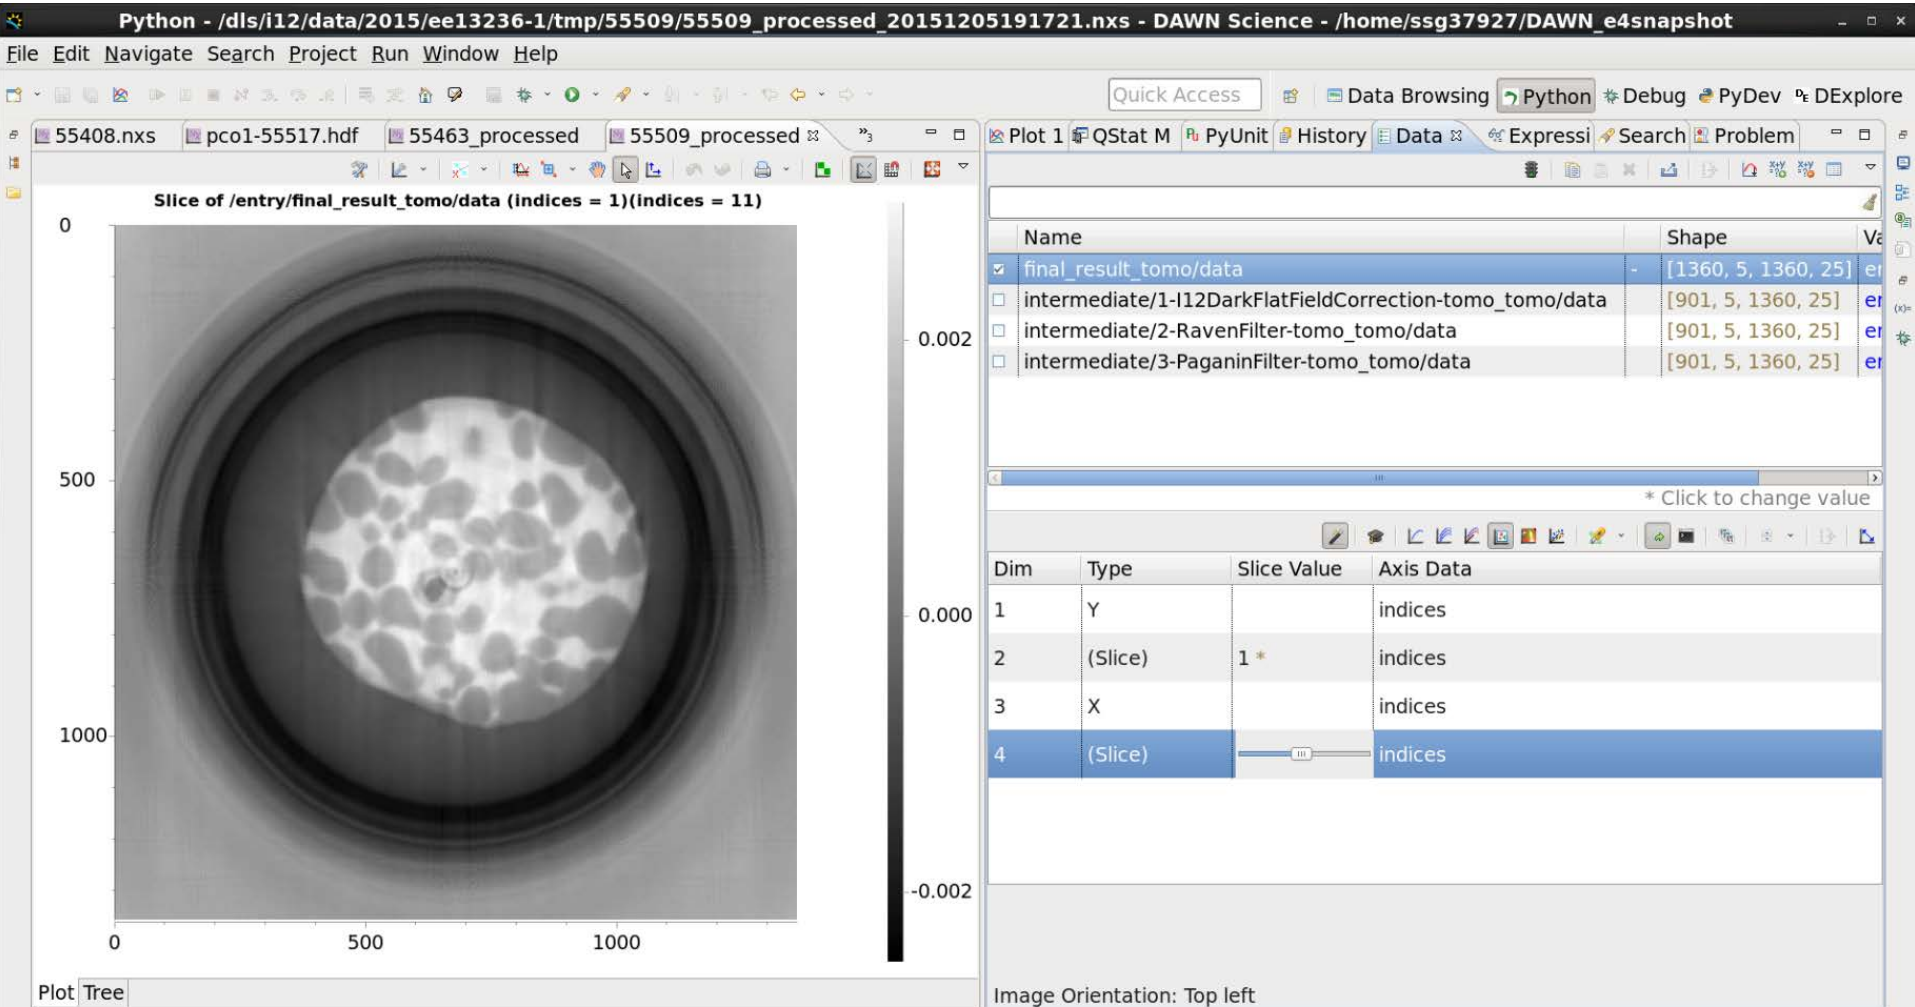 Python - /dls/i12/data/2015/ee13236-1/tmp/55509/55509_processed_20151205191721.nxs - DAWN Science - /home/ssg37927/DAWN_e4snapshot
File Edit Navigate Search Project Run Window Help
Quick Access Data Browsing Python Debug PyDev DExplore
55408.nxs pco1-55517.hdf 55463_processed 55509_processed »3
Plot 1 QStat M PyUnit History Data Expressi Search Problem
Slice of /entry/final_result_tomo/data (indices = 1)(indices = 11)
0
500
1000
0 500 1000
0.002
0.000
-0.002
Plot Tree
Name Shape Va
final_result_tomo/data - [1360, 5, 1360, 25] er
intermediate/1-I12DarkFlatFieldCorrection-tomo_tomo/data [901, 5, 1360, 25] er
intermediate/2-RavenFilter-tomo_tomo/data [901, 5, 1360, 25] er
intermediate/3-PaganinFilter-tomo_tomo/data [901, 5, 1360, 25] er
* Click to change value
Dim Type Slice Value Axis Data
1 Y indices
2 (Slice) 1 * indices
3 X indices
4 (Slice) indices
Image Orientation: Top left